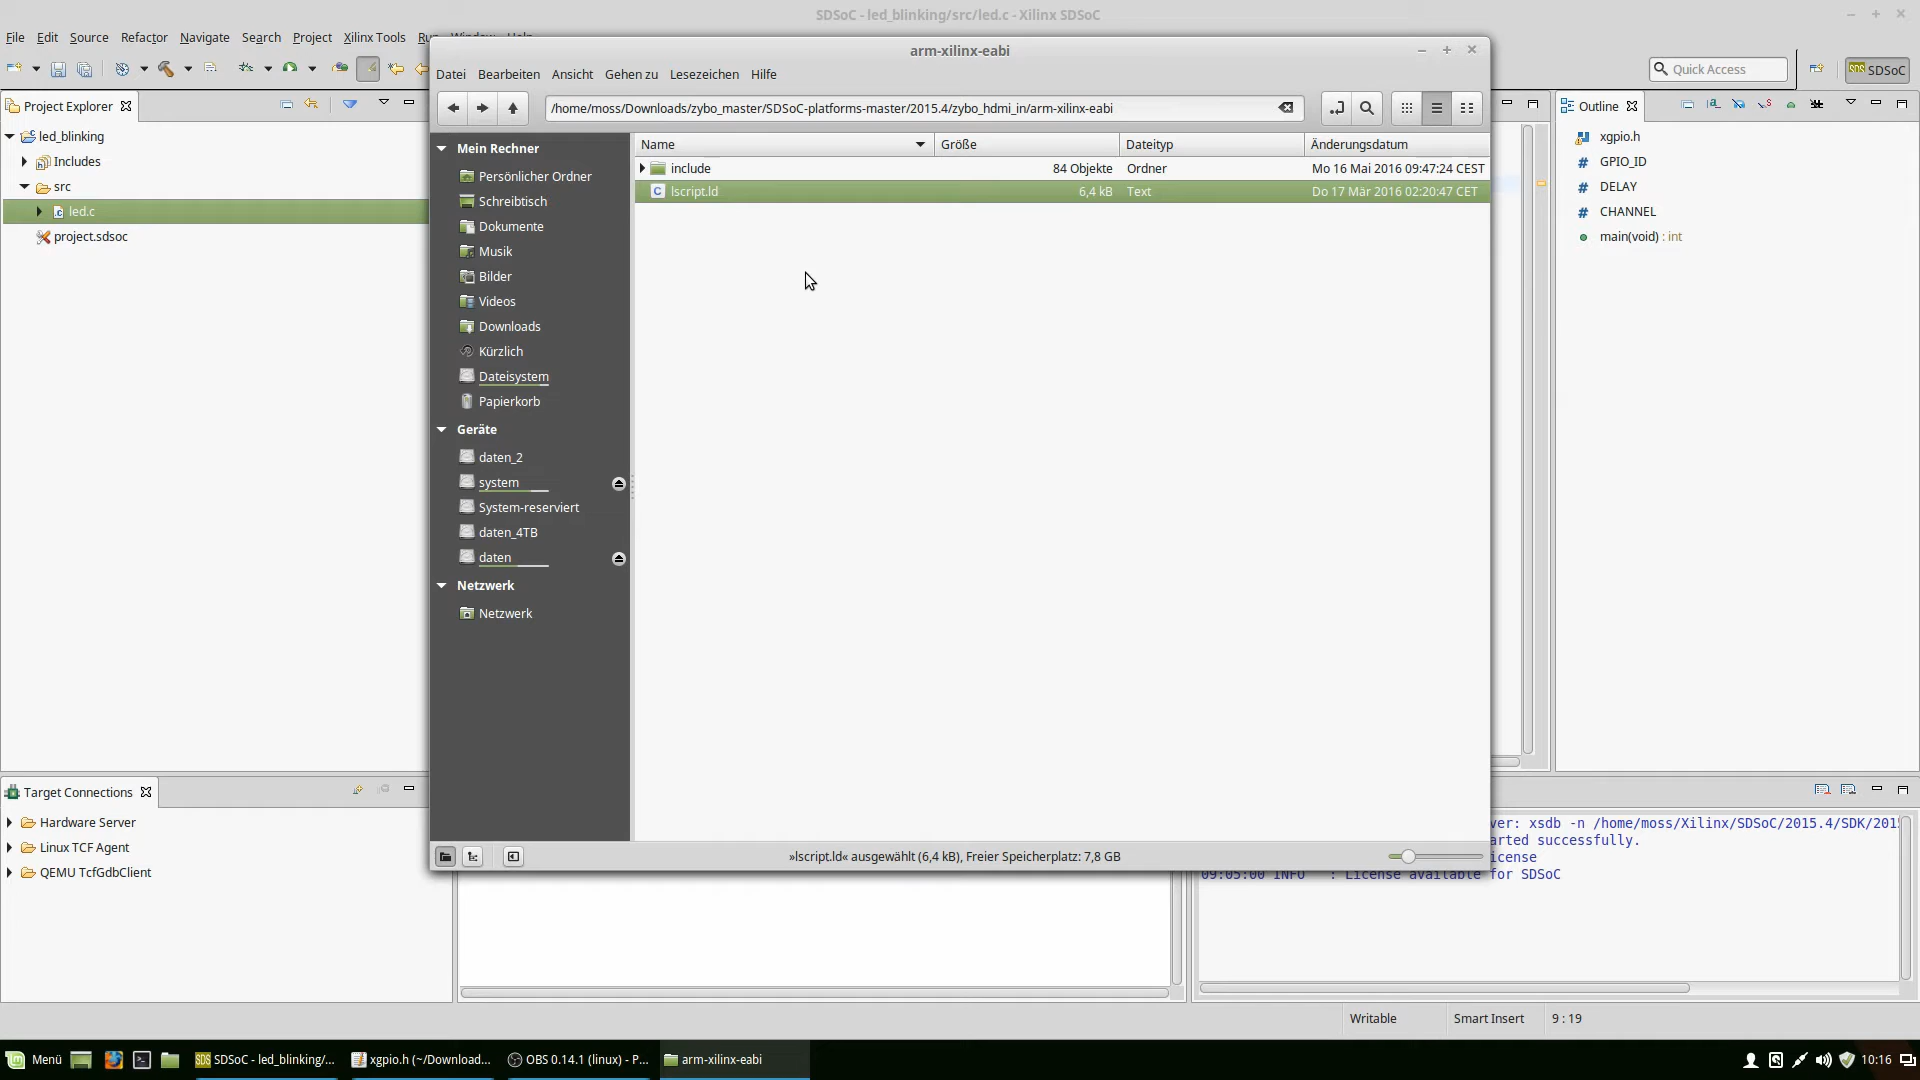 SDSoC - led_blinking/src/led.c - Xilinx SDSoC
File Edit Source Refactor Navigate Search Project Xilinx Tools
Quick Access
SDSoC
Project Explorer
led_blinking
Includes
src
led.c
project.sdsoc
arm-xilinx-eabi
Datei Bearbeiten Ansicht Gehen zu Lesezeichen Hilfe
/home/moss/Downloads/zybo_master/SDSoC-platforms-master/2015.4/zybo_hdmi_in/arm-xilinx-eabi
Mein Rechner
Persönlicher Ordner
Schreibtisch
Dokumente
Musik
Bilder
Videos
Downloads
Kürzlich
Dateisystem
Papierkorb
Geräte
daten_2
system
System-reserviert
daten_4TB
daten
Netzwerk
Netzwerk
Name Größe Dateityp Änderungsdatum
include 84 Objekte Ordner Mo 16 Mai 2016 09:47:24 CEST
lscript.ld 6,4 kB Text Do 17 Mär 2016 02:20:47 CET
»lscript.ld« ausgewählt (6,4 kB), Freier Speicherplatz: 7,8 GB
Outline
xgpio.h
GPIO_ID
DELAY
CHANNEL
main(void) : int
Target Connections
Hardware Server
Linux TCF Agent
QEMU TcfGdbClient
ver: xsdb -n /home/moss/Xilinx/SDSoC/2015.4/SDK/201
arted successfully.
icense
09:05:00 INFO : License available for SDSoC
Writable Smart Insert 9 : 19
Menü SDSoC - led_blinking/... xgpio.h (~/Download... OBS 0.14.1 (linux) - P... arm-xilinx-eabi 10:16